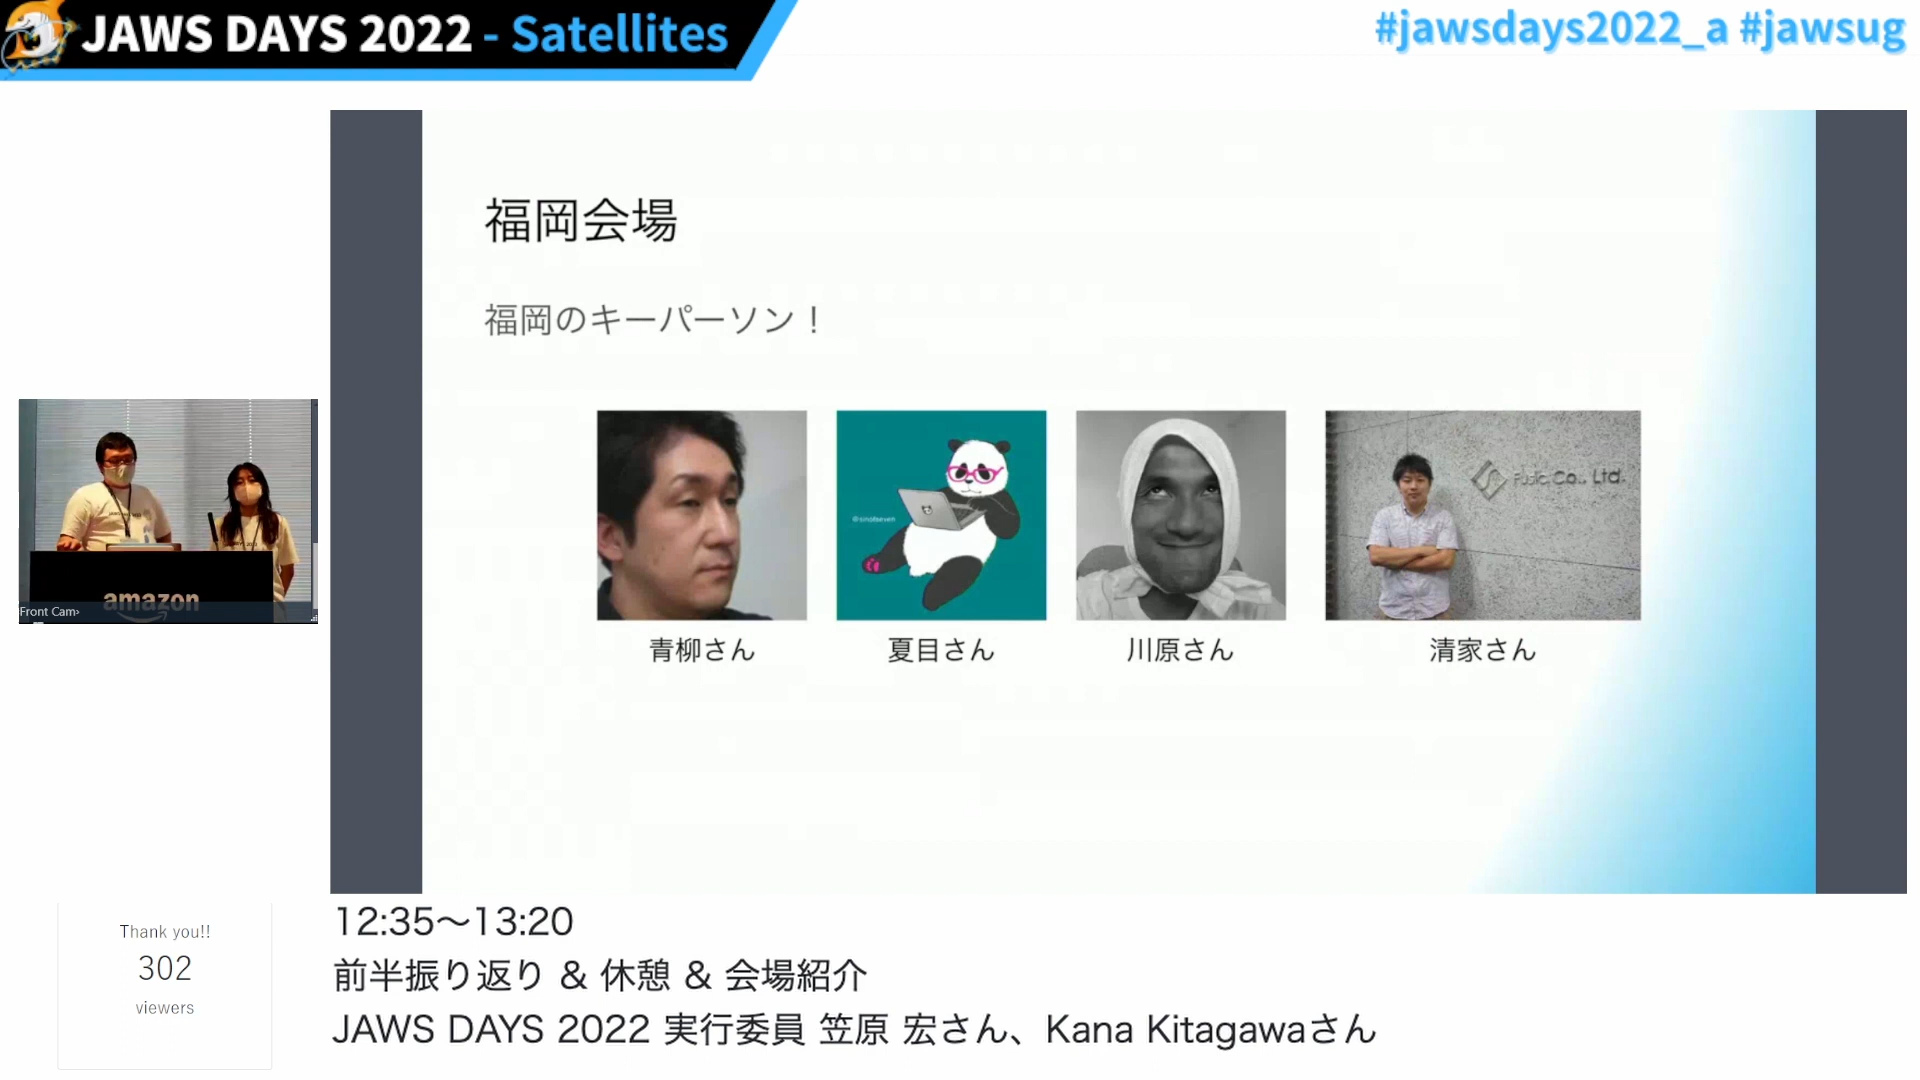 JAWS DAYS 2022 - Satellites
#jawsdays2022_a #jawsug
福岡会場
福岡のキーパーソン！
Fusic Co., Ltd.
@sinofseven
青柳さん
夏目さん
川原さん
清家さん
amazon
Front Cam
Thank you!!
302
viewers
12:35〜13:20
前半振り返り & 休憩 & 会場紹介
JAWS DAYS 2022 実行委員 笠原 宏さん、Kana Kitagawaさん